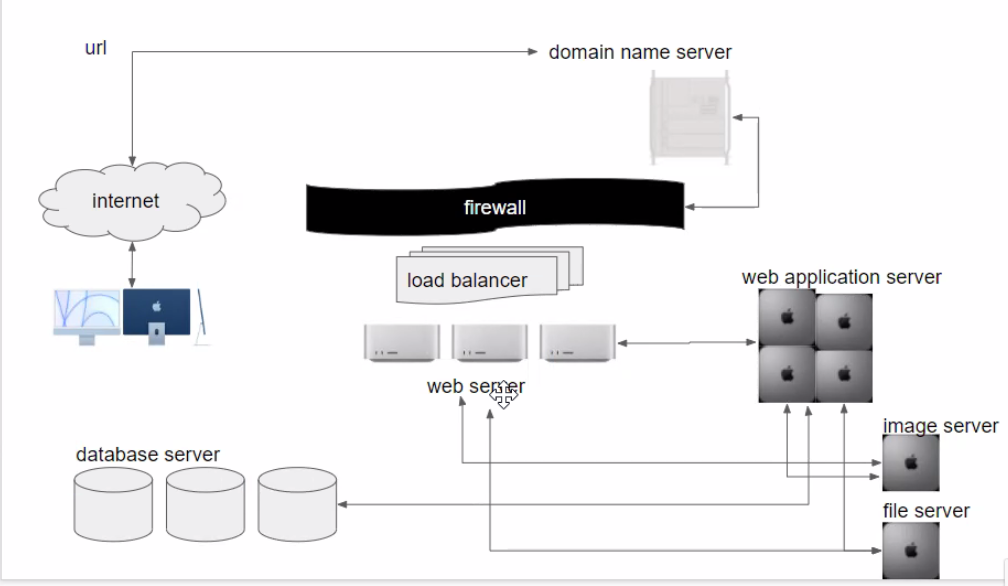 url
domain name server
internet
firewall
load balancer
web application server
web server
image server
database server
file server